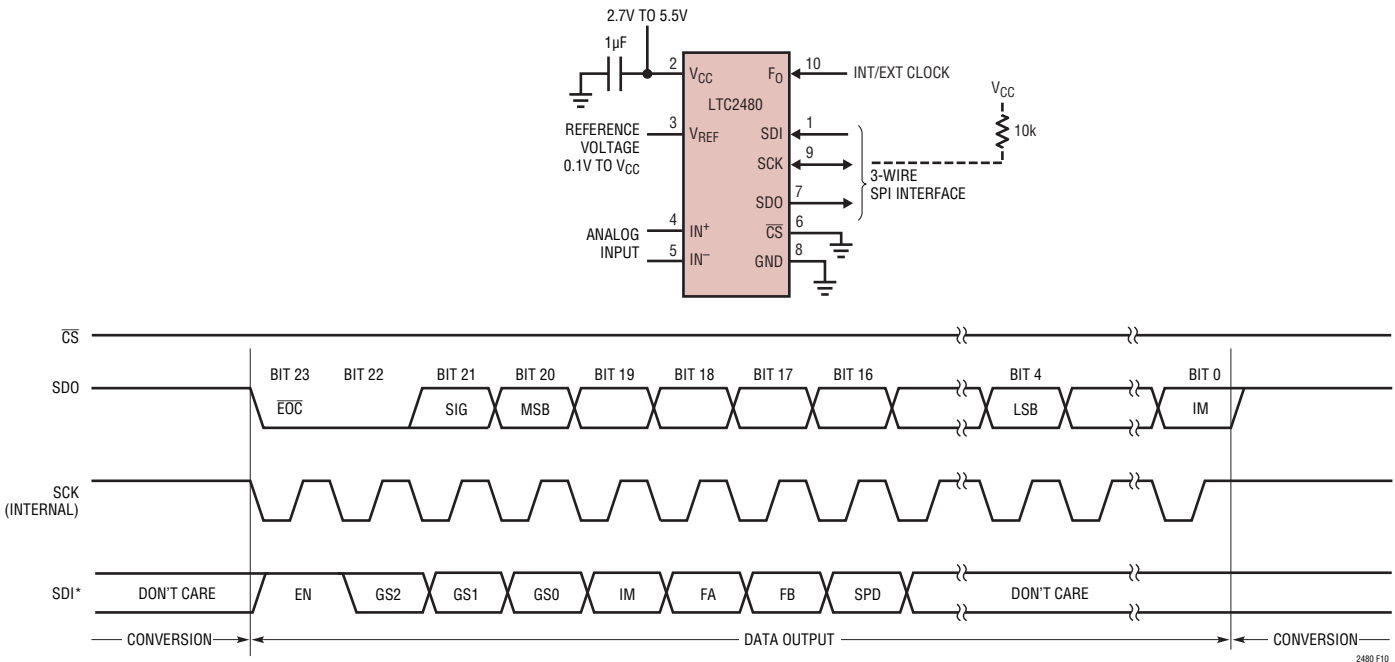 2.7V TO 5.5V
1µF
2
VCC
FO
10
INT/EXT CLOCK
LTC2480
VCC
10k
REFERENCE
VOLTAGE
0.1V TO VCC
3
VREF
SDI
1
SCK
9
3-WIRE
SPI INTERFACE
SDO
7
ANALOG
INPUT
4
IN+
5
IN−
CS
6
GND
8
CS
SDO
BIT 23
BIT 22
BIT 21
BIT 20
BIT 19
BIT 18
BIT 17
BIT 16
BIT 4
BIT 0
EOC
SIG
MSB
LSB
IM
SCK
(INTERNAL)
SDI*
DON'T CARE
EN
GS2
GS1
GS0
IM
FA
FB
SPD
DON'T CARE
CONVERSION
DATA OUTPUT
CONVERSION
2480 F10